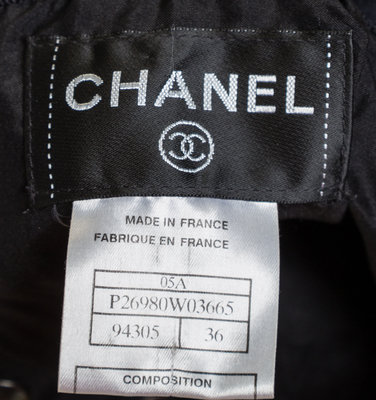 CHANEL
MADE IN FRANCE
FABRIQUE EN FRANCE
05A
P26980W03665
94305 36
COMPOSITION